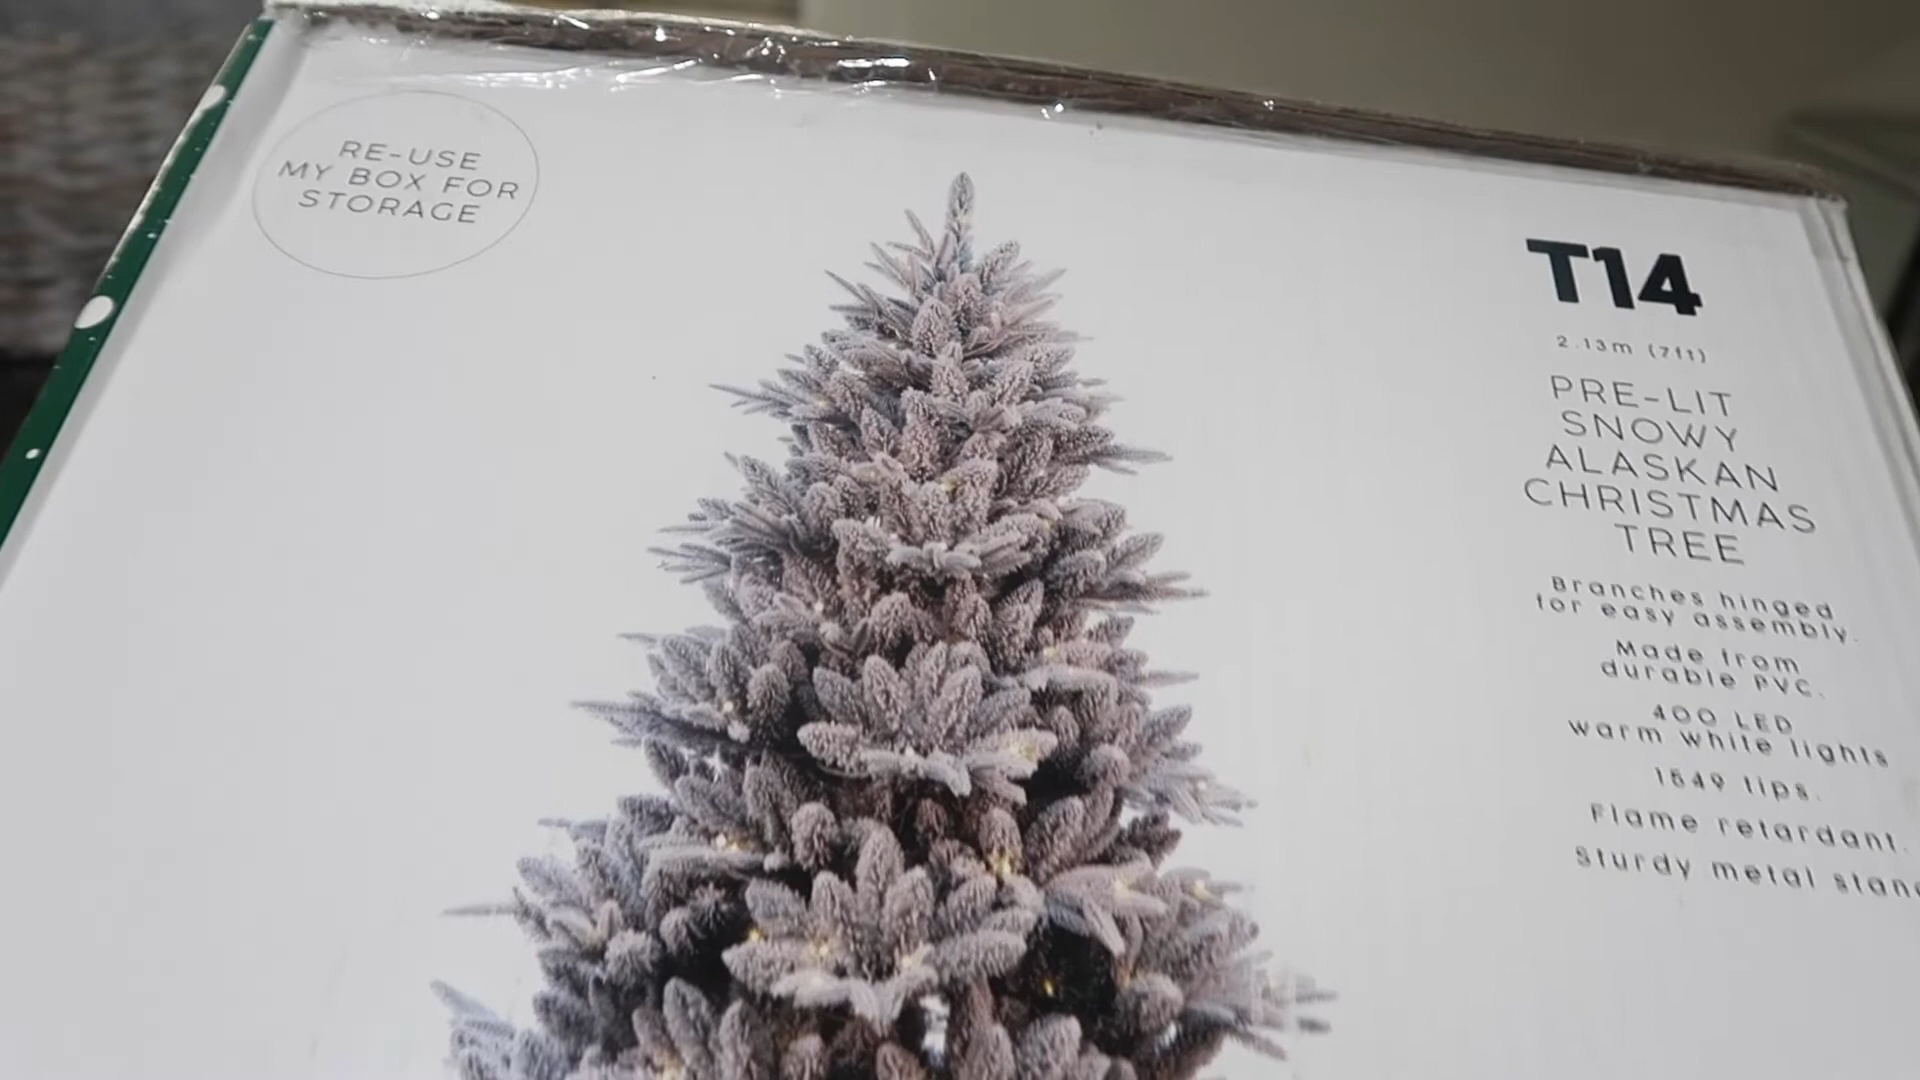 RE-USE
MY BOX FOR
STORAGE
T14
2.13m (7ft)
PRE-LIT
SNOWY
ALASKAN
CHRISTMAS
TREE
Branches hinged
for easy assembly.
Made from
durable PVC.
400 LED
warm white lights
1549 tips.
Flame retardant.
Sturdy metal stand